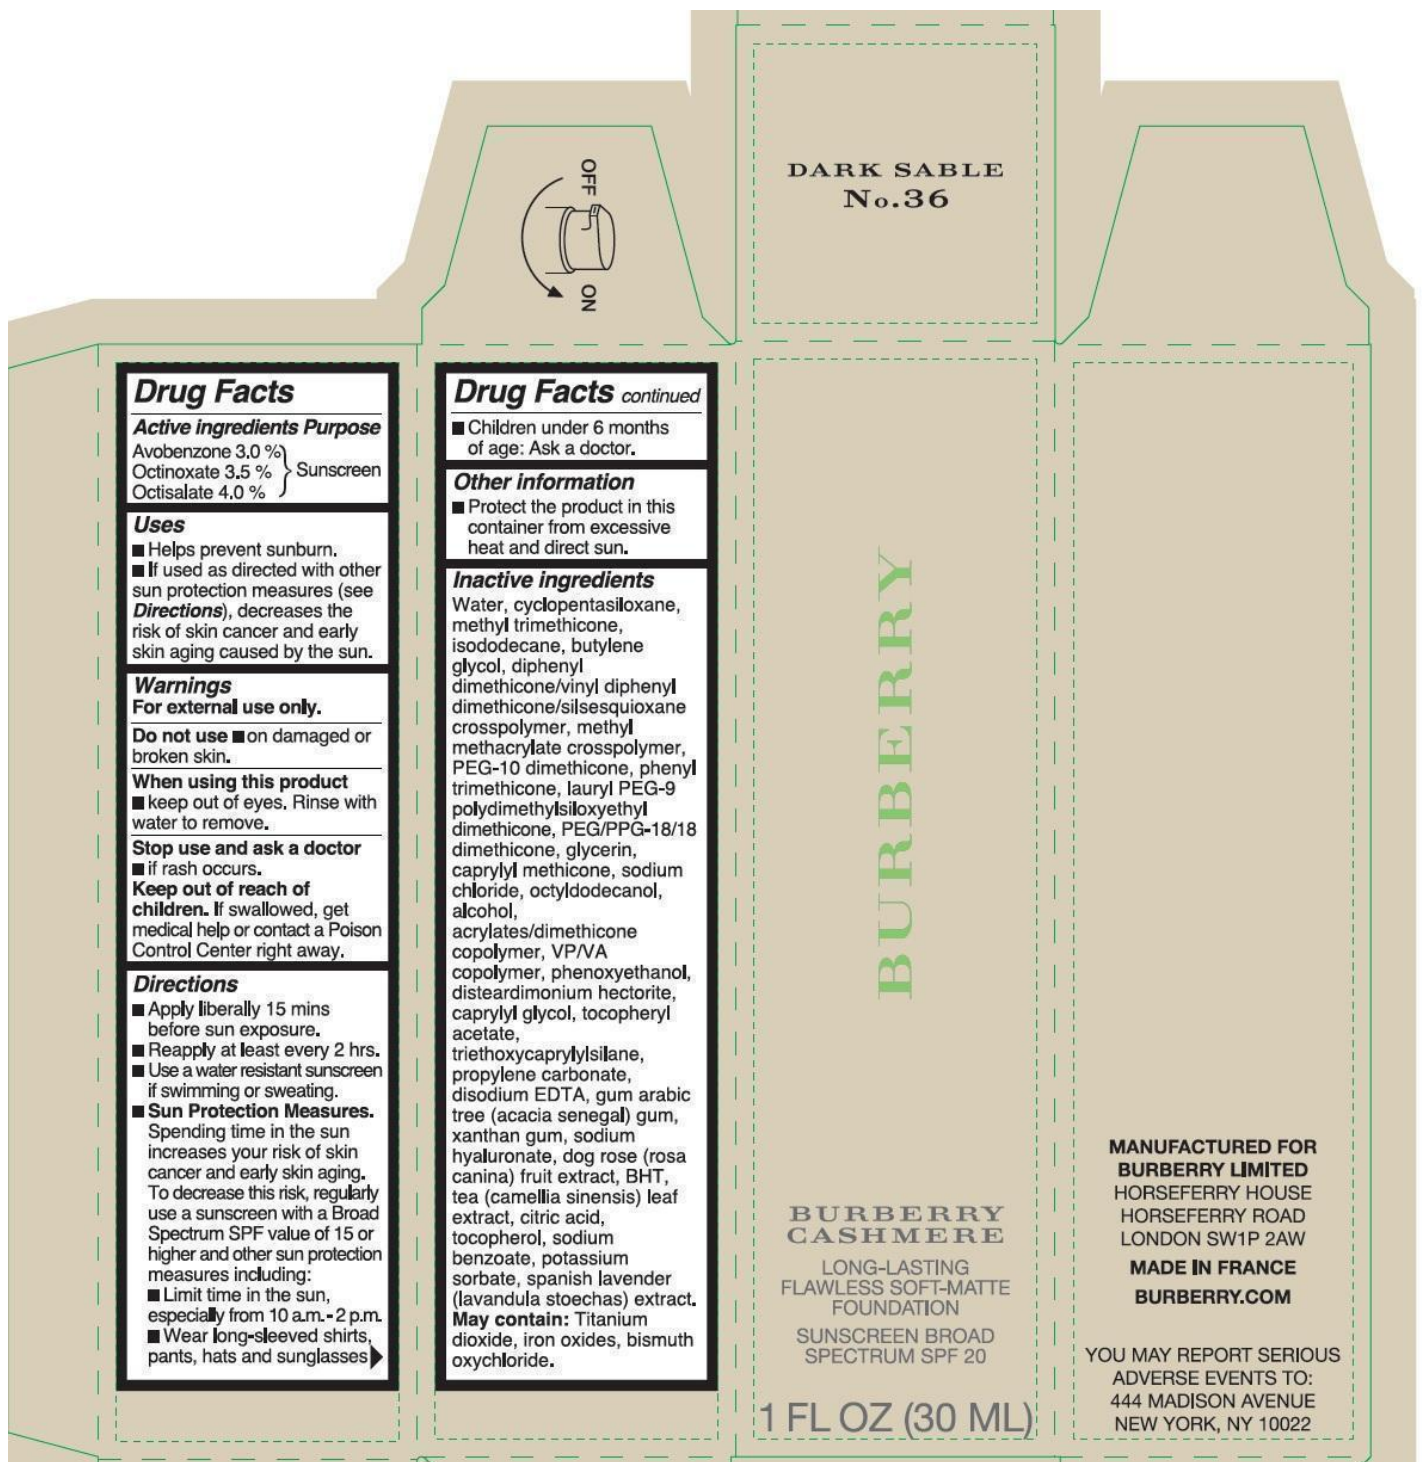 OFF
ON
DARK SABLE
No.36
Drug Facts
Active ingredients Purpose
Avobenzone 3.0 %
Octinoxate 3.5 % } Sunscreen
Octisalate 4.0 %
Uses
■ Helps prevent sunburn.
■ If used as directed with other
sun protection measures (see
Directions), decreases the
risk of skin cancer and early
skin aging caused by the sun.
Warnings
For external use only.
Do not use ■ on damaged or
broken skin.
When using this product
■ keep out of eyes. Rinse with
water to remove.
Stop use and ask a doctor
■ if rash occurs.
Keep out of reach of
children. If swallowed, get
medical help or contact a Poison
Control Center right away.
Directions
■ Apply liberally 15 mins
before sun exposure.
■ Reapply at least every 2 hrs.
■ Use a water resistant sunscreen
if swimming or sweating.
■ Sun Protection Measures.
Spending time in the sun
increases your risk of skin
cancer and early skin aging.
To decrease this risk, regularly
use a sunscreen with a Broad
Spectrum SPF value of 15 or
higher and other sun protection
measures including:
■ Limit time in the sun,
especially from 10 a.m. - 2 p.m.
■ Wear long-sleeved shirts,
pants, hats and sunglasses
Drug Facts continued
■ Children under 6 months
of age: Ask a doctor.
Other information
■ Protect the product in this
container from excessive
heat and direct sun.
Inactive ingredients
Water, cyclopentasiloxane,
methyl trimethicone,
isododecane, butylene
glycol, diphenyl
dimethicone/vinyl diphenyl
dimethicone/silsesquioxane
crosspolymer, methyl
methacrylate crosspolymer,
PEG-10 dimethicone, phenyl
trimethicone, lauryl PEG-9
polydimethylsiloxyethyl
dimethicone, PEG/PPG-18/18
dimethicone, glycerin,
caprylyl methicone, sodium
chloride, octyldodecanol,
alcohol,
acrylates/dimethicone
copolymer, VP/VA
copolymer, phenoxyethanol,
disteardimonium hectorite,
caprylyl glycol, tocopheryl
acetate,
triethoxycaprylylsilane,
propylene carbonate,
disodium EDTA, gum arabic
tree (acacia senegal) gum,
xanthan gum, sodium
hyaluronate, dog rose (rosa
canina) fruit extract, BHT,
tea (camellia sinensis) leaf
extract, citric acid,
tocopherol, sodium
benzoate, potassium
sorbate, spanish lavender
(lavandula stoechas) extract.
May contain: Titanium
dioxide, iron oxides, bismuth
oxychloride.
BURBERRY
BURBERRY
CASHMERE
LONG-LASTING
FLAWLESS SOFT-MATTE
FOUNDATION
SUNSCREEN BROAD
SPECTRUM SPF 20
1 FL OZ (30 ML)
MANUFACTURED FOR
BURBERRY LIMITED
HORSEFERRY HOUSE
HORSEFERRY ROAD
LONDON SW1P 2AW
MADE IN FRANCE
BURBERRY.COM
YOU MAY REPORT SERIOUS
ADVERSE EVENTS TO:
444 MADISON AVENUE
NEW YORK, NY 10022